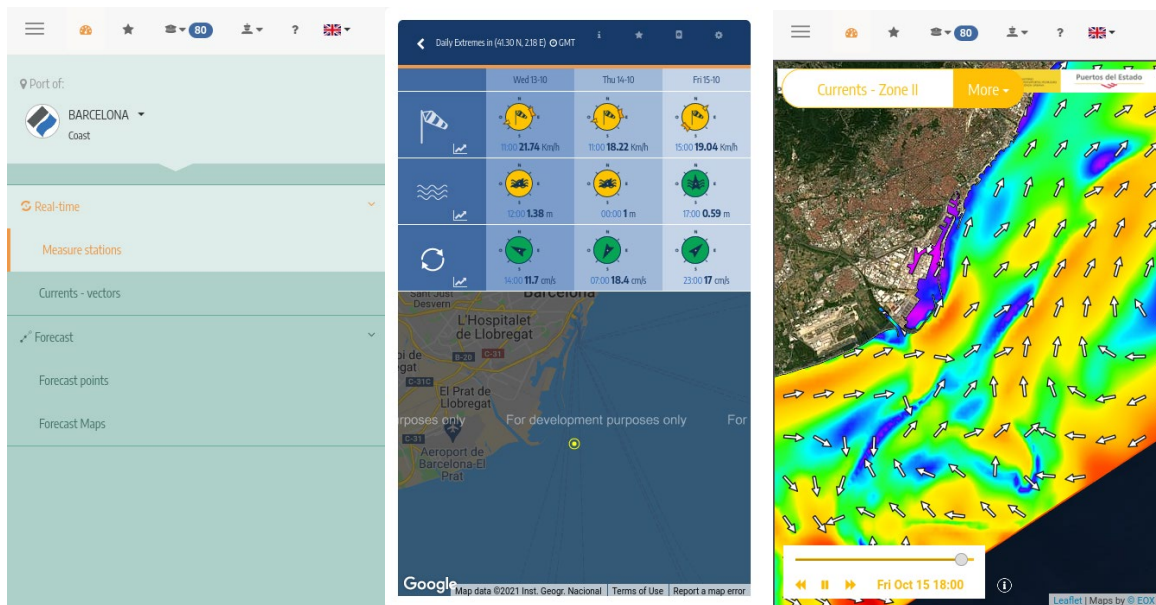 80
?
Port of:
BARCELONA
Coast
Real-time
Measure stations
Currents - vectors
Forecast
Forecast points
Forecast Maps
Daily Extremes in (41.30 N, 2.18 E) GMT
Wed 13-10 Thu 14-10 Fri 15-10
11:00 21.74 Km/h 11:00 18.22 Km/h 15:00 19.04 Km/h
12:00 1.38 m 00:00 1 m 17:00 0.59 m
14:00 11.7 cm/s 07:00 18.4 cm/s 23:00 17 cm/s
Sant Just
Desvern
Barcelona
L'Hospitalet
de Llobregat
B-20 C-31
C-31C
El Prat de
Llobregat
rposes only For development purposes only For
C-31
Aeroport de
Barcelona-El
Prat
Google
Map data ©2021 Inst. Geogr. Nacional Terms of Use Report a map error
80
?
Currents - Zone II More
Puertos del Estado
Fri Oct 15 18:00
Leaflet | Maps by © EOX